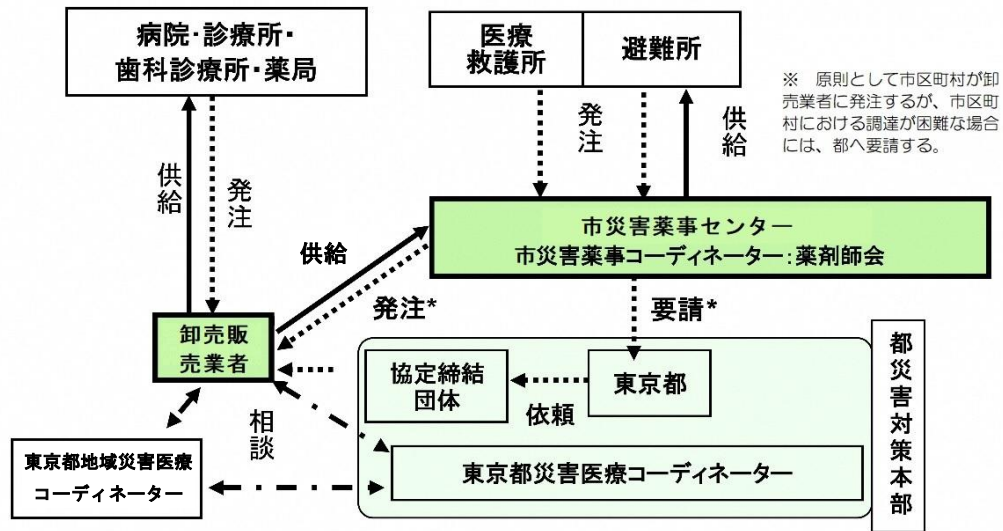 病院・診療所・
歯科診療所・薬局
医療
救護所
避難所
※ 原則として市区町村が卸
売業者に発注するが、市区町
村における調達が困難な場合
には、都へ要請する。
供給
発注
発注
供給
市災害薬事センター
市災害薬事コーディネーター:薬剤師会
供給
発注*
要請*
卸売販
売業者
協定締結
団体
依頼
東京都
都災害対策本部
相談
東京都地域災害医療
コーディネーター
東京都災害医療コーディネーター